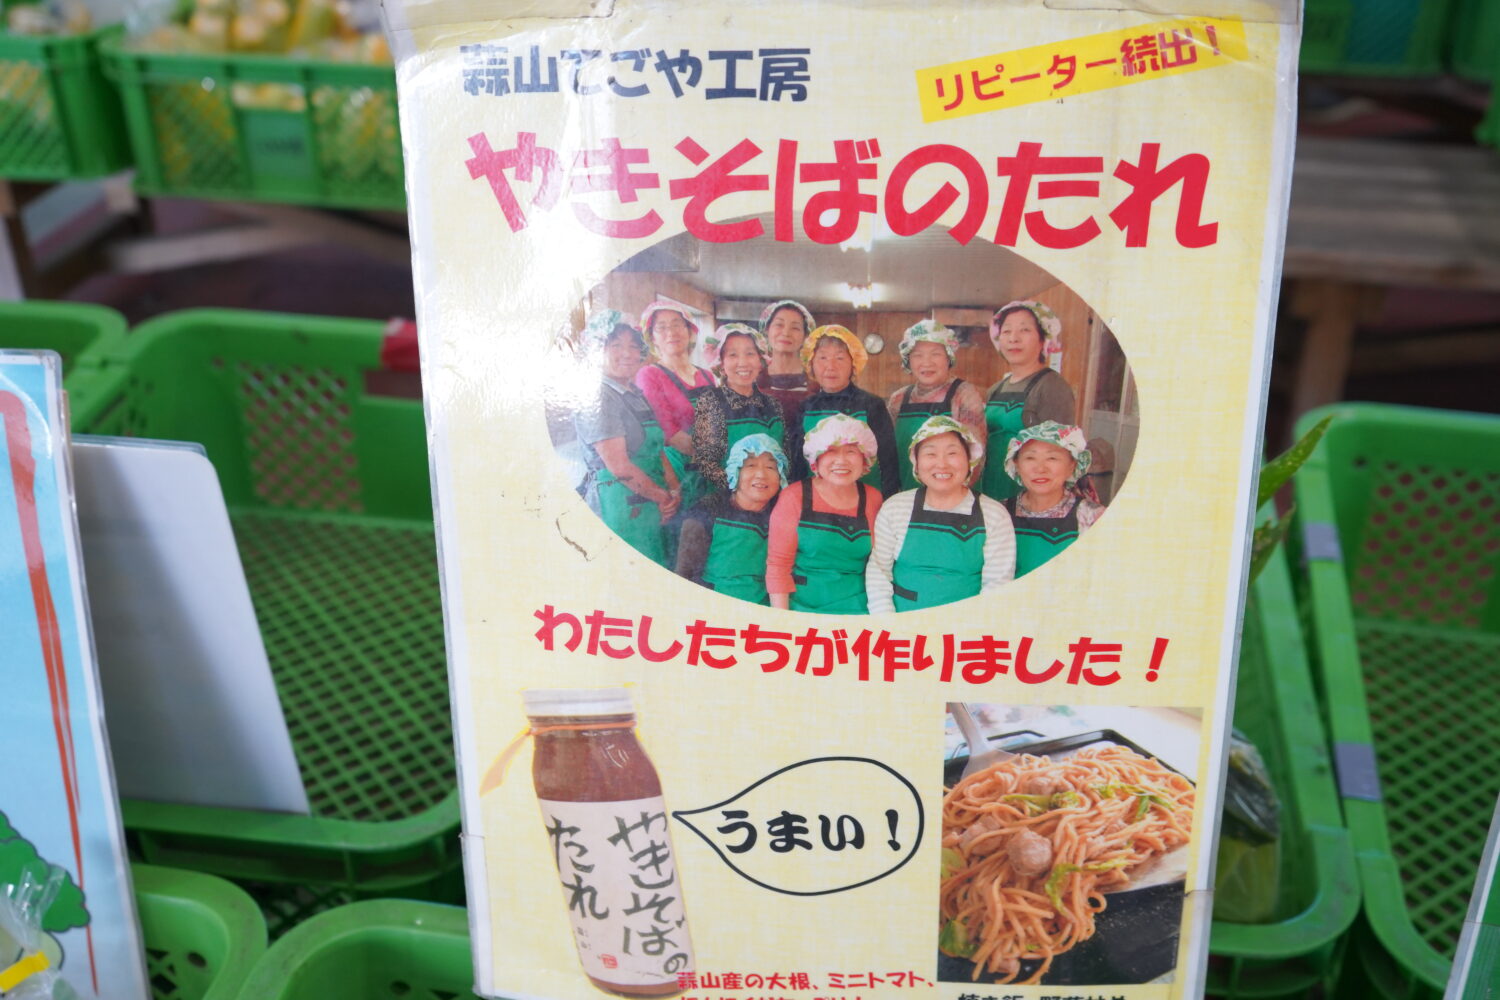 蒜山てごや工房
リピーター続出！
やきそばのたれ
わたしたちが作りました！
うまい！
やきそばの
たれ
蒜山産の大根、ミニトマト、